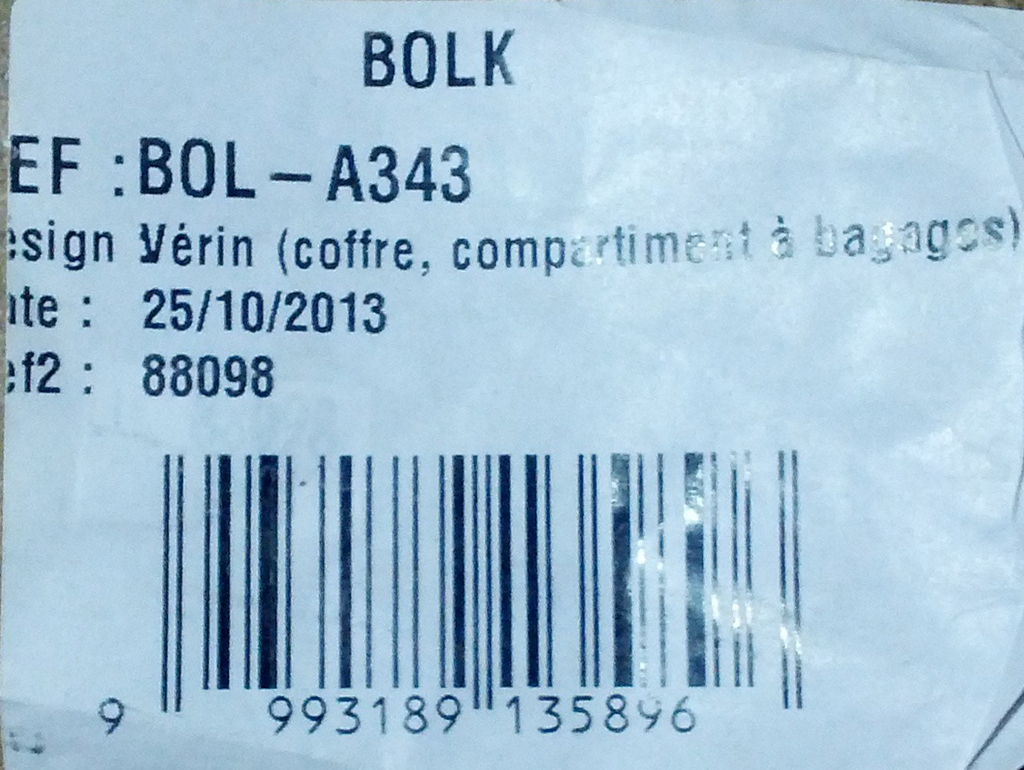 BOLK
EF : BOL - A343
esign Vérin (coffre, compartiment à bagages)
ate : 25/10/2013
ef2 : 88098
9 993189 135896